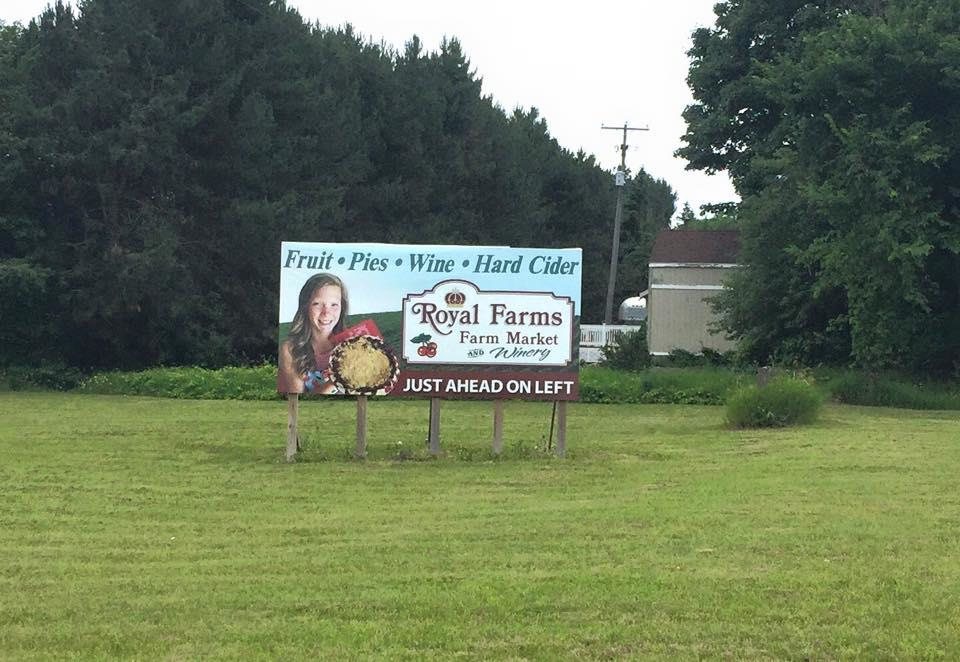 Fruit • Pies • Wine • Hard Cider
Royal Farms
Farm Market
AND Winery
JUST AHEAD ON LEFT